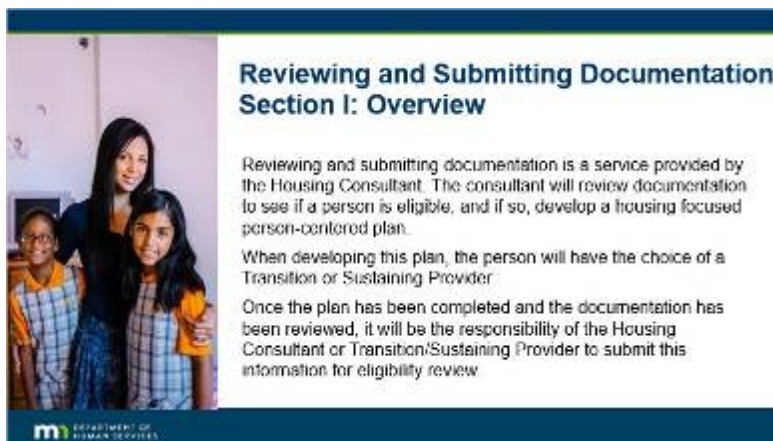 Reviewing and Submitting Documentation
Section I: Overview
Reviewing and submitting documentation is a service provided by
the Housing Consultant. The consultant will review documentation
to see if a person is eligible, and if so, develop a housing focused
person-centered plan.
When developing this plan, the person will have the choice of a
Transition or Sustaining Provider
Once the plan has been completed and the documentation has
been reviewed, it will be the responsibility of the Housing
Consultant or Transition/Sustaining Provider to submit this
information for eligibility review
mn DEPARTMENT OF
HUMAN SERVICES